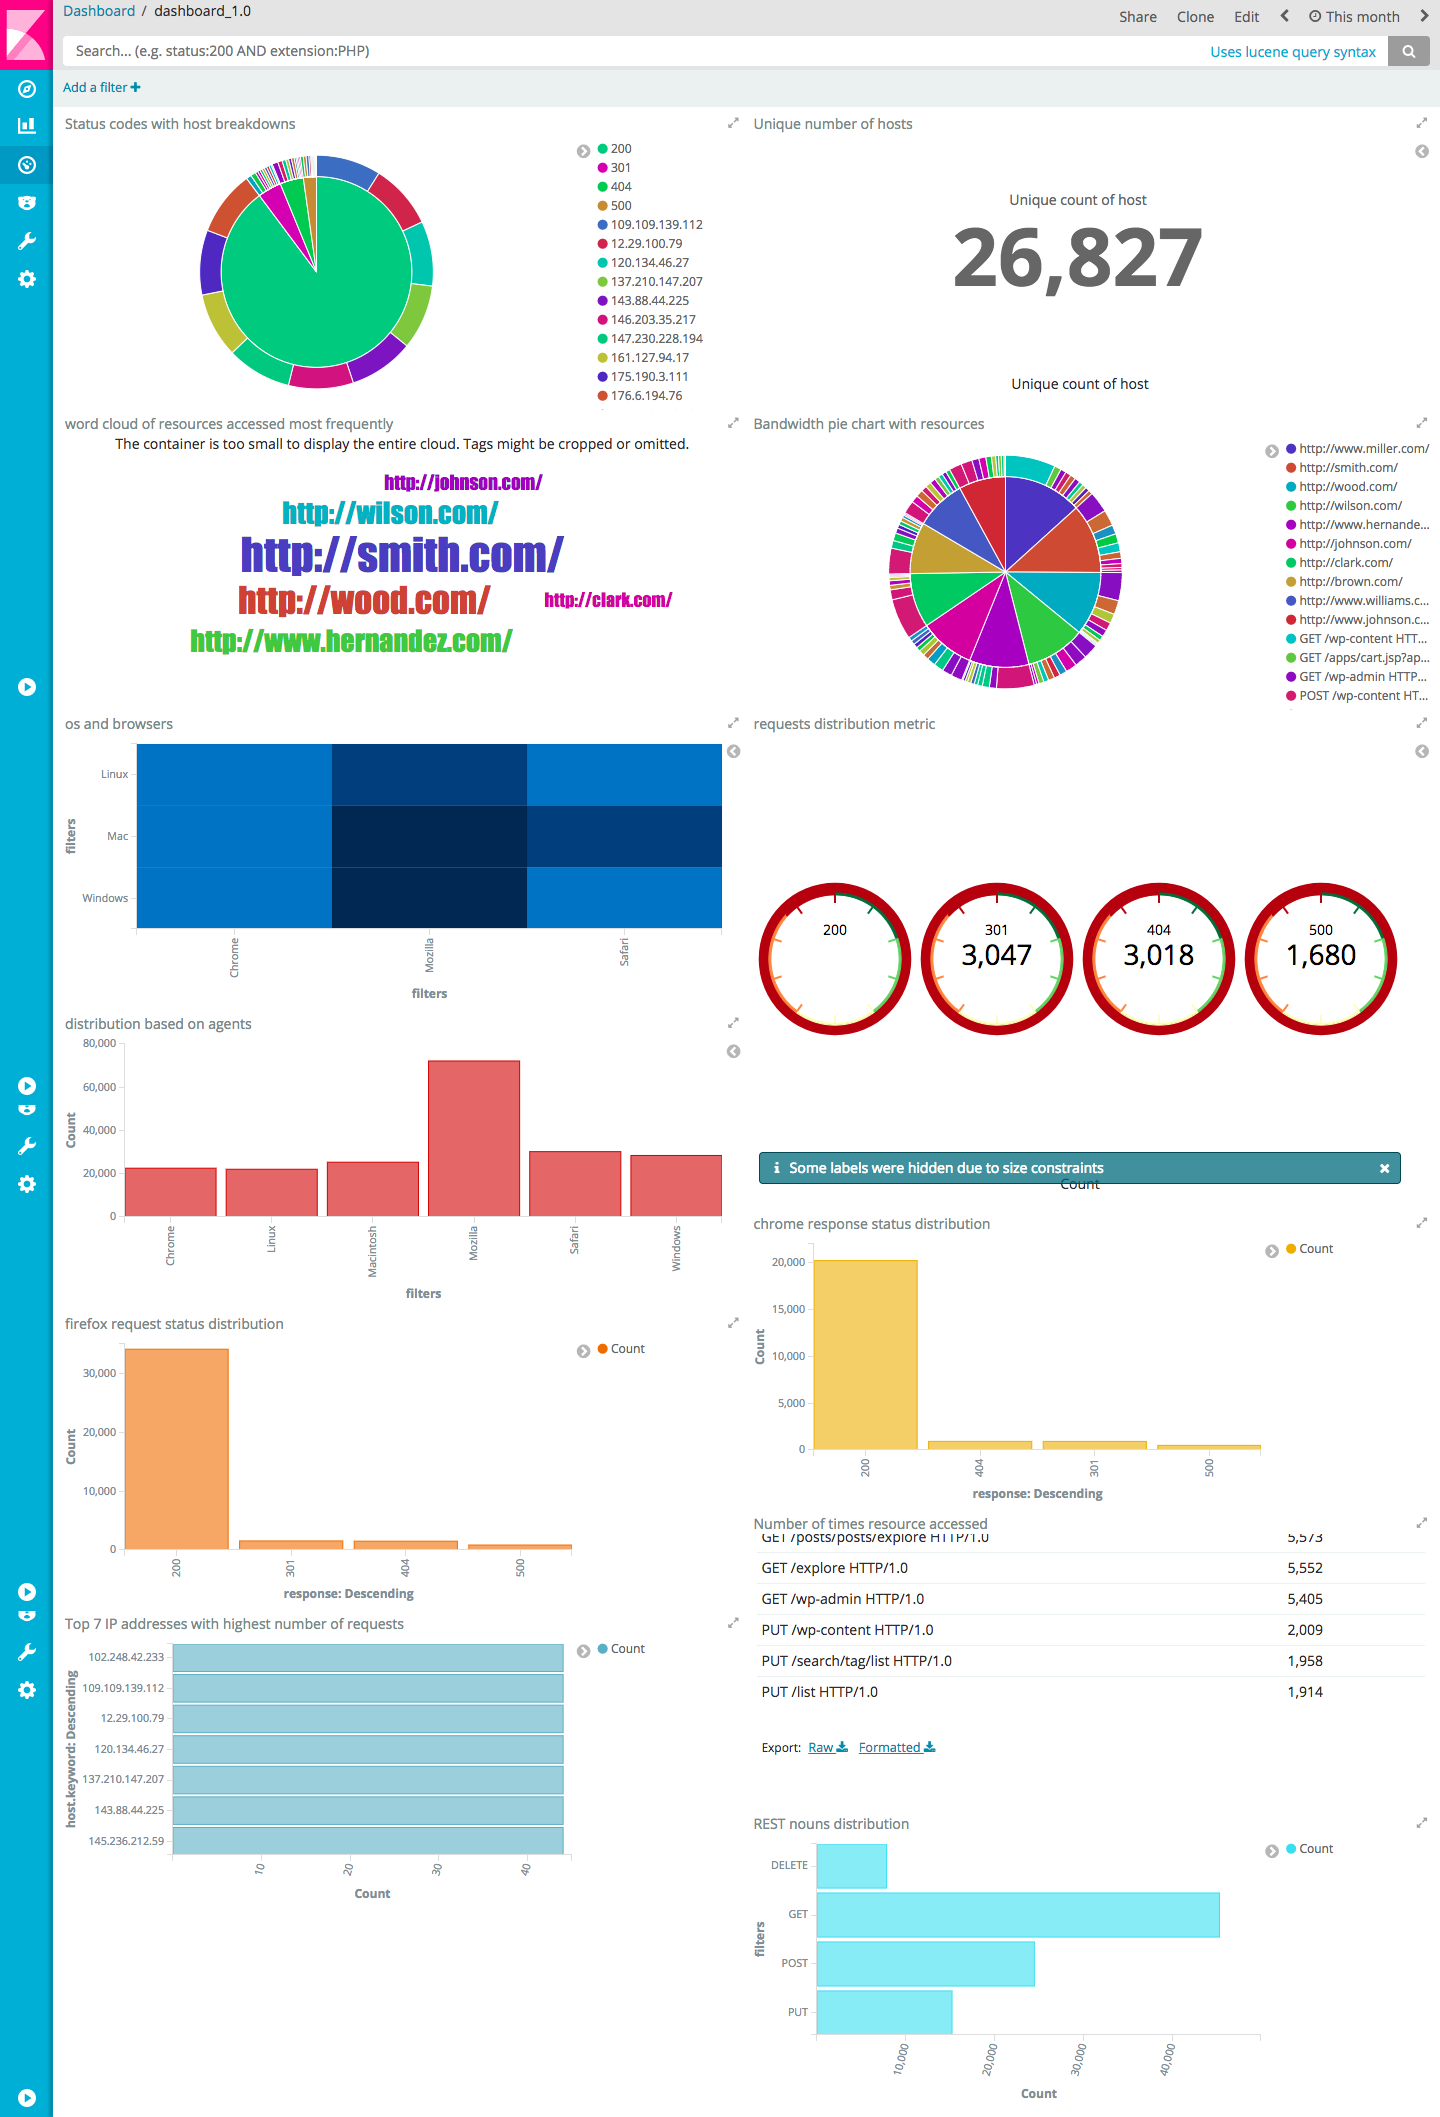 Dashboard / dashboard_1.0
Share Clone Edit This month
Search... (e.g. status:200 AND extension:PHP)
Uses lucene query syntax
Add a filter
Status codes with host breakdowns
200
301
404
500
109.109.139.112
12.29.100.79
120.134.46.27
137.210.147.207
143.88.44.225
146.203.35.217
147.230.228.194
161.127.94.17
175.190.3.111
176.6.194.76
Unique number of hosts
Unique count of host
26,827
Unique count of host
word cloud of resources accessed most frequently
The container is too small to display the entire cloud. Tags might be cropped or omitted.
http://johnson.com/
http://wilson.com/
http://smith.com/
http://wood.com/
http://clark.com/
http://www.hernandez.com/
Bandwidth pie chart with resources
http://www.miller.com/
http://smith.com/
http://wood.com/
http://wilson.com/
http://www.hernande...
http://johnson.com/
http://clark.com/
http://brown.com/
http://www.williams.c...
http://www.johnson.c...
GET /wp-content HTT...
GET /apps/cart.jsp?ap...
GET /wp-admin HTTP...
POST /wp-content HT...
os and browsers
filters
Linux
Mac
Windows
Chrome
Mozilla
Safari
filters
requests distribution metric
200
301
3,047
404
3,018
500
1,680
Some labels were hidden due to size constraints
Count
distribution based on agents
Count
80,000
60,000
40,000
20,000
0
Chrome
Linux
Macintosh
Mozilla
Safari
Windows
filters
chrome response status distribution
Count
20,000
15,000
10,000
5,000
0
200
404
301
500
response: Descending
Count
firefox request status distribution
Count
30,000
20,000
10,000
0
200
301
404
500
response: Descending
Count
Number of times resource accessed
GET /posts/posts/explore HTTP/1.0 5,573
GET /explore HTTP/1.0 5,552
GET /wp-admin HTTP/1.0 5,405
PUT /wp-content HTTP/1.0 2,009
PUT /search/tag/list HTTP/1.0 1,958
PUT /list HTTP/1.0 1,914
Export: Raw Formatted
Top 7 IP addresses with highest number of requests
host.keyword: Descending
102.248.42.233
109.109.139.112
12.29.100.79
120.134.46.27
137.210.147.207
143.88.44.225
145.236.212.59
10
20
30
40
Count
Count
REST nouns distribution
filters
DELETE
GET
POST
PUT
10,000
20,000
30,000
40,000
Count
Count